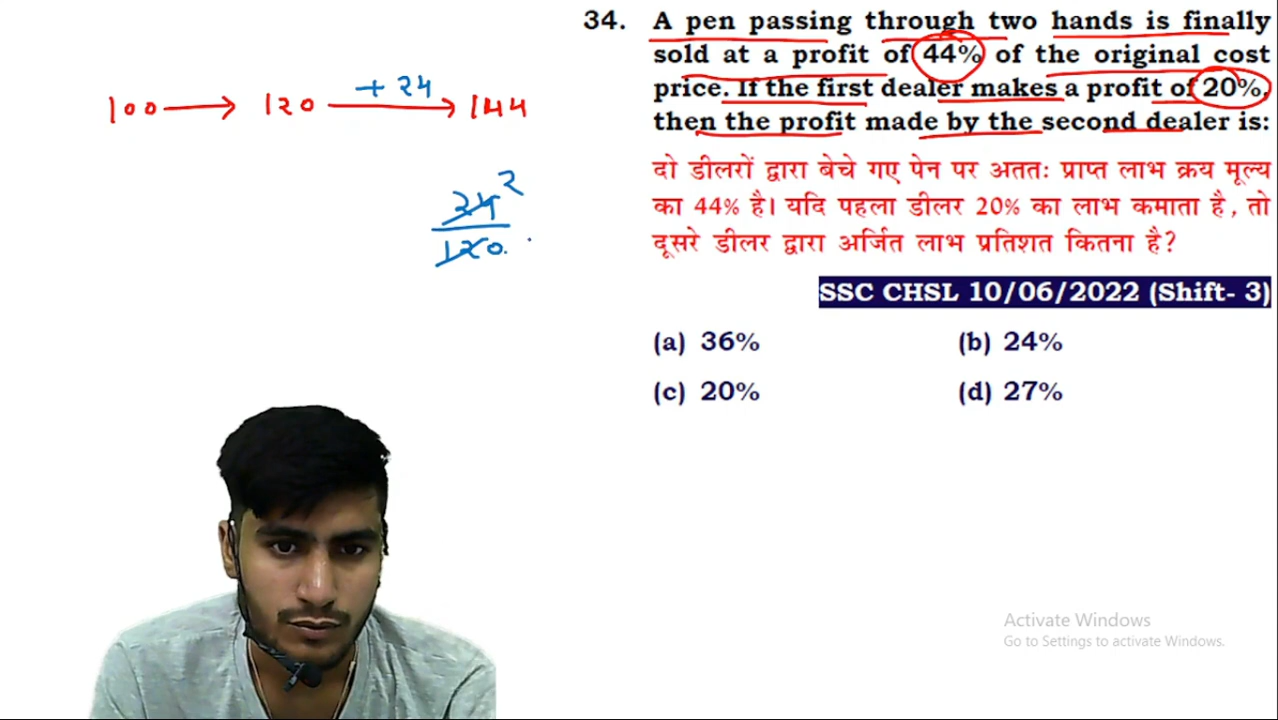 34. A pen passing through two hands is finally
sold at a profit of 44% of the original cost
price. If the first dealer makes a profit of 20%,
then the profit made by the second dealer is:
दो डीलरों द्वारा बेचे गए पेन पर अततः प्राप्त लाभ क्रय मूल्य
का 44% है। यदि पहला डीलर 20% का लाभ कमाता है, तो
दूसरे डीलर द्वारा अर्जित लाभ प्रतिशत कितना है?
SSC CHSL 10/06/2022 (Shift- 3)
(a) 36% (b) 24%
(c) 20% (d) 27%
+ 24
100 → 120 → 144
24 2
120
Activate Windows
Go to Settings to activate Windows.